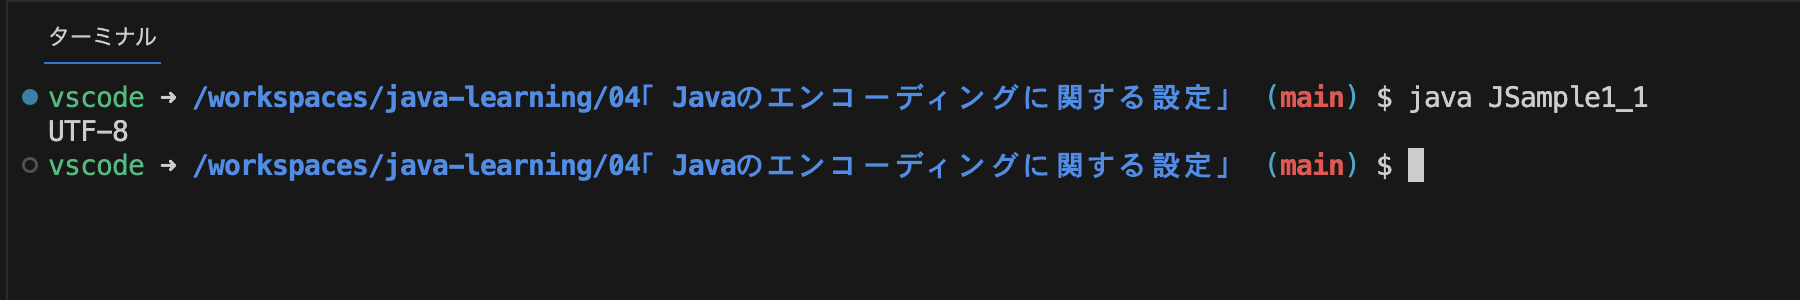 ターミナル
vscode → /workspaces/java-learning/04「 Javaのエンコーディングに関する設定」 (main) $ java JSample1_1
UTF-8
vscode → /workspaces/java-learning/04「 Javaのエンコーディングに関する設定」 (main) $